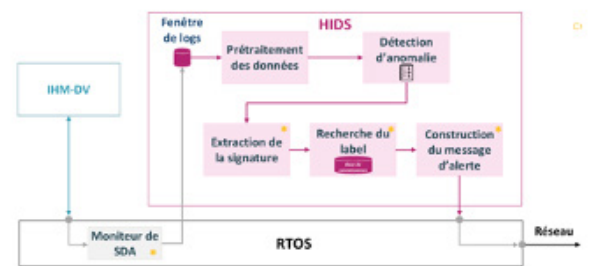 Fenêtre
de logs
HIDS
Prétraitement
des données
Détection
d'anomalie
IHM-DV
Extraction de
la signature
Recherche du
label
Construction
du message
d'alerte
Moniteur de
SDA
RTOS
Réseau